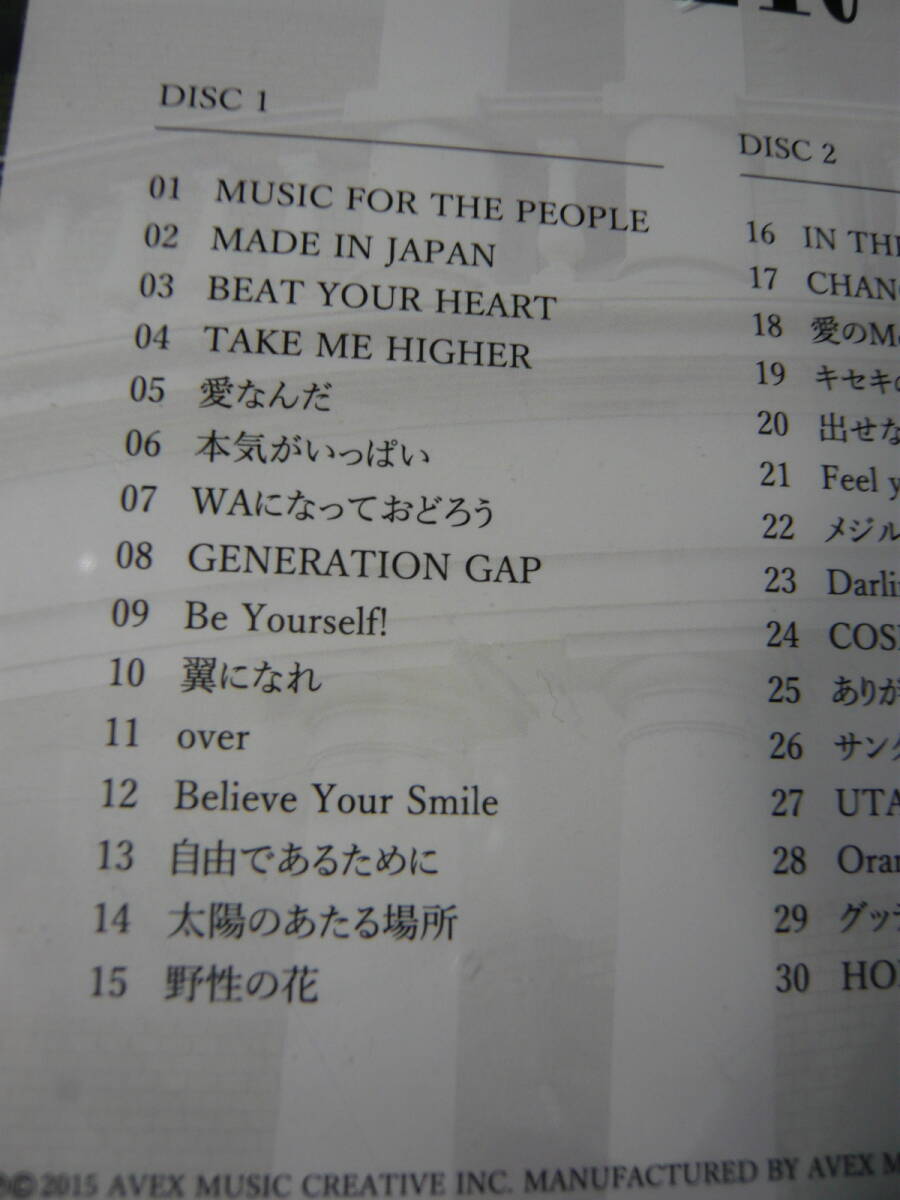 DISC 1
01 MUSIC FOR THE PEOPLE
02 MADE IN JAPAN
03 BEAT YOUR HEART
04 TAKE ME HIGHER
05 愛なんだ
06 本気がいっぱい
07 WAになっておどろう
08 GENERATION GAP
09 Be Yourself!
10 翼になれ
11 over
12 Believe Your Smile
13 自由であるために
14 太陽のあたる場所
15 野性の花
DISC 2
16 IN THE
17 CHANG
18 愛のMe
19 キセキの
20 出せな
21 Feel y
22 メジル
23 Darli
24 COS
25 ありが
26 サン
27 UTA
28 Oran
29 グッ
30 HO
℗©2015 AVEX MUSIC CREATIVE INC. MANUFACTURED BY AVEX M